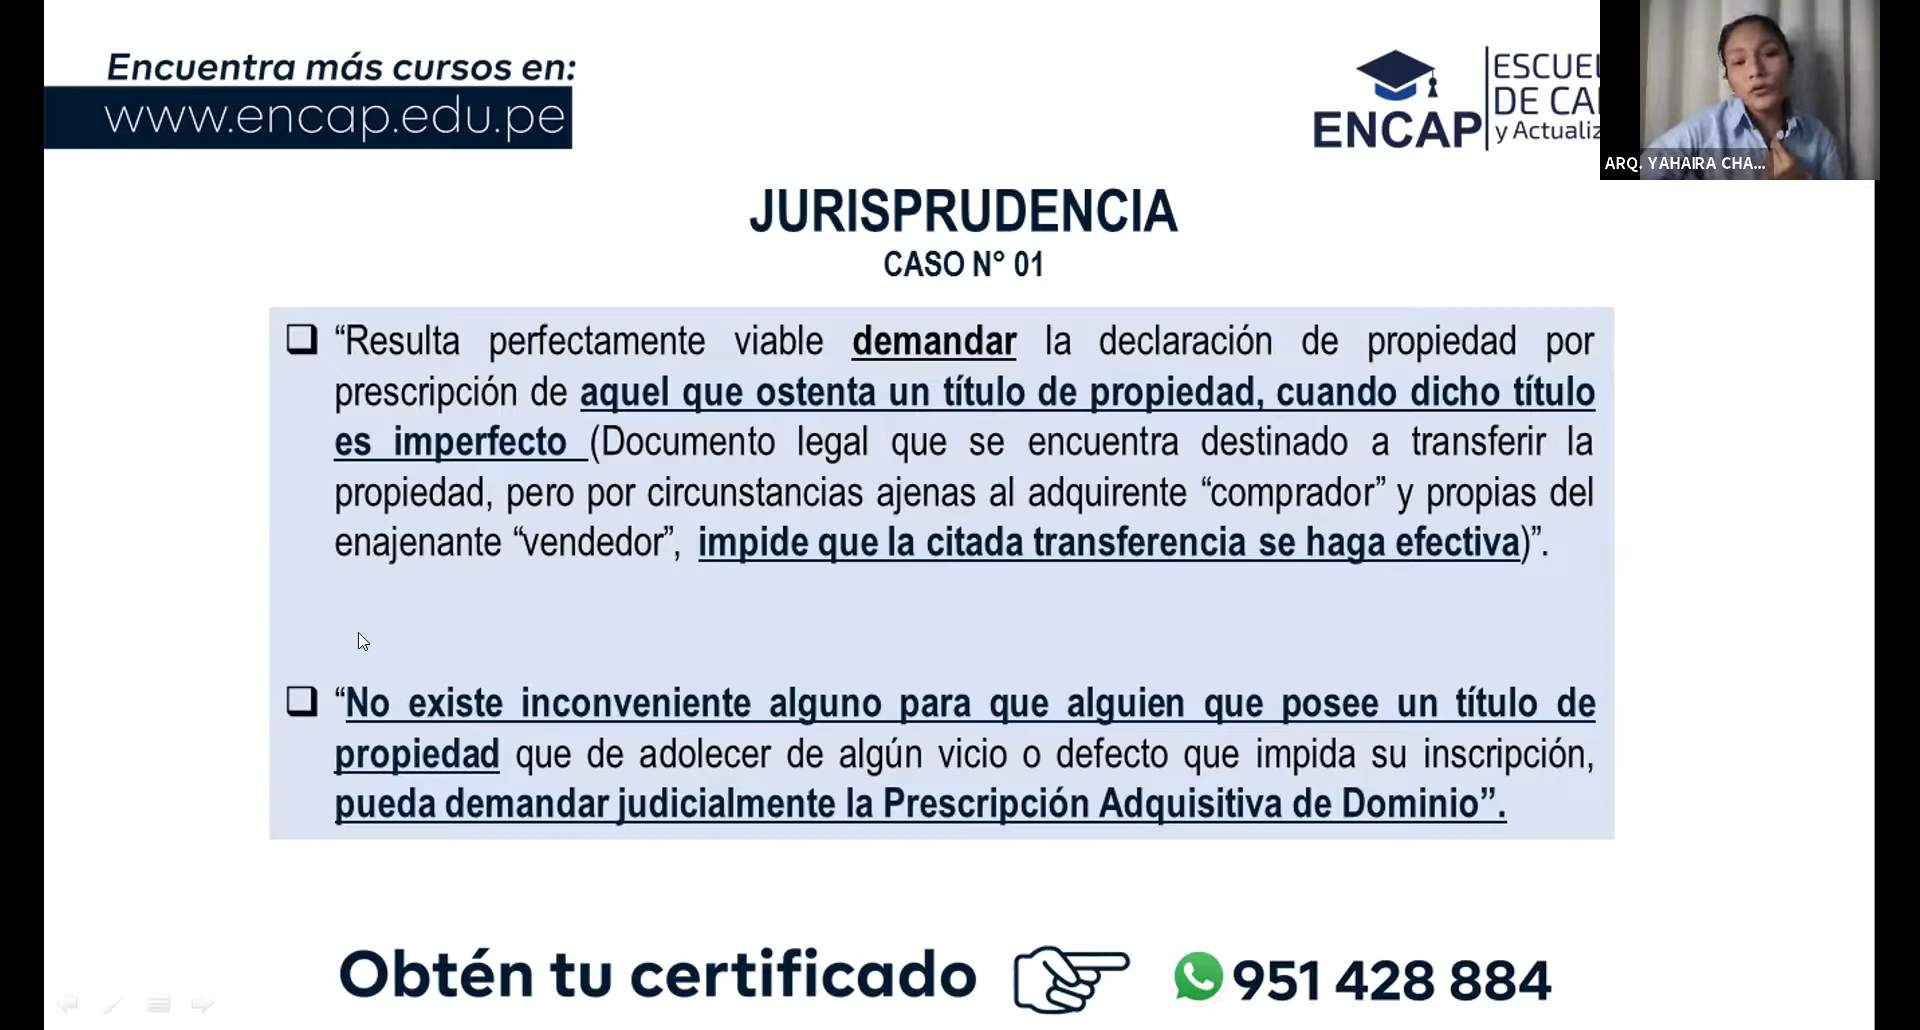 Encuentra más cursos en:
www.encap.edu.pe
ENCAP
ESCUEL
DE CA
y Actualiz
ARQ. YAHAIRA CHA...
JURISPRUDENCIA
CASO N° 01
“Resulta perfectamente viable demandar la declaración de propiedad por
prescripción de aquel que ostenta un título de propiedad, cuando dicho título
es imperfecto (Documento legal que se encuentra destinado a transferir la
propiedad, pero por circunstancias ajenas al adquirente “comprador” y propias del
enajenante “vendedor”, impide que la citada transferencia se haga efectiva)”.
“No existe inconveniente alguno para que alguien que posee un título de
propiedad que de adolecer de algún vicio o defecto que impida su inscripción,
pueda demandar judicialmente la Prescripción Adquisitiva de Dominio”.
Obtén tu certificado
951 428 884